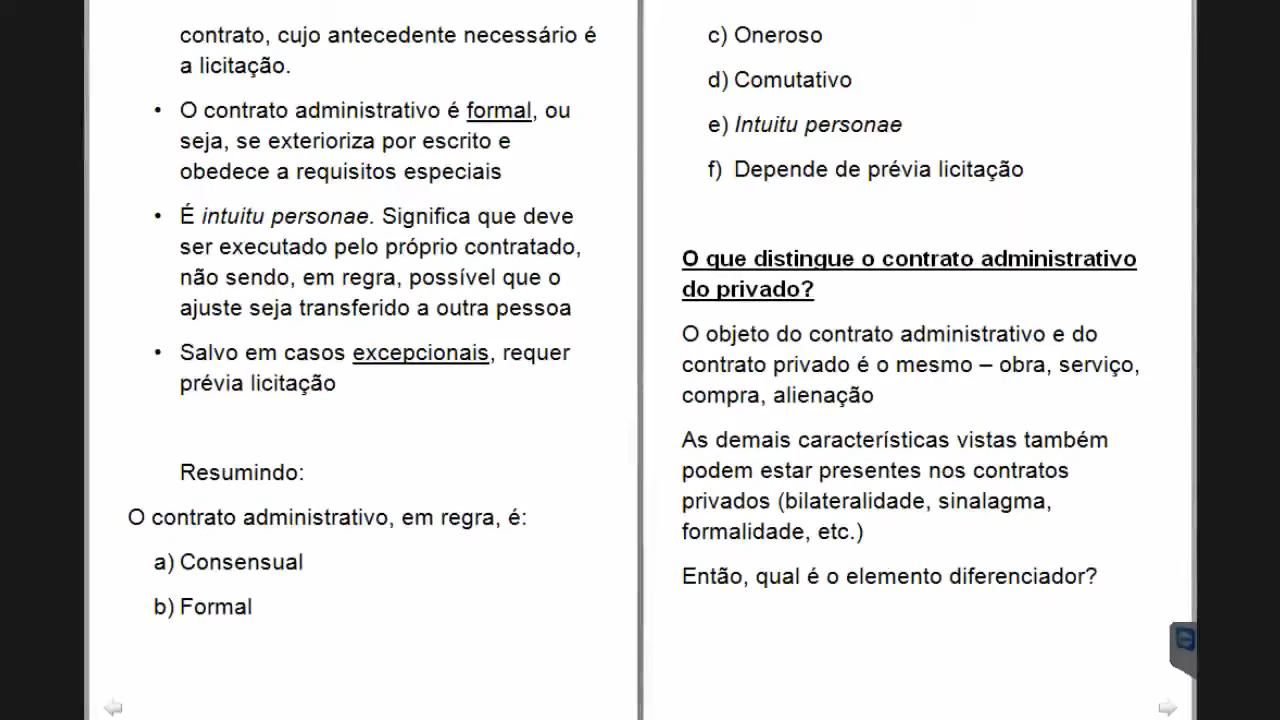 contrato, cujo antecedente necessário é
a licitação.
• O contrato administrativo é formal, ou
seja, se exterioriza por escrito e
obedece a requisitos especiais
• É intuitu personae. Significa que deve
ser executado pelo próprio contratado,
não sendo, em regra, possível que o
ajuste seja transferido a outra pessoa
• Salvo em casos excepcionais, requer
prévia licitação
Resumindo:
O contrato administrativo, em regra, é:
a) Consensual
b) Formal
c) Oneroso
d) Comutativo
e) Intuitu personae
f) Depende de prévia licitação
O que distingue o contrato administrativo
do privado?
O objeto do contrato administrativo e do
contrato privado é o mesmo – obra, serviço,
compra, alienação
As demais características vistas também
podem estar presentes nos contratos
privados (bilateralidade, sinalagma,
formalidade, etc.)
Então, qual é o elemento diferenciador?